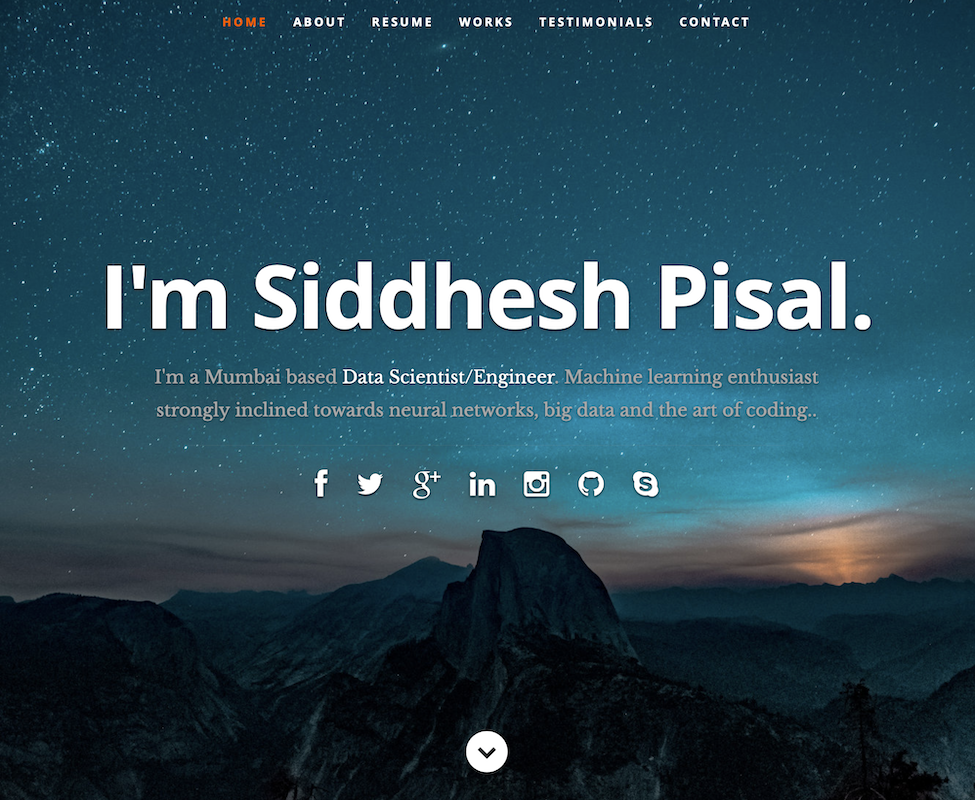 HOME ABOUT RESUME WORKS TESTIMONIALS CONTACT
I'm Siddhesh Pisal.
I'm a Mumbai based Data Scientist/Engineer. Machine learning enthusiast
strongly inclined towards neural networks, big data and the art of coding..